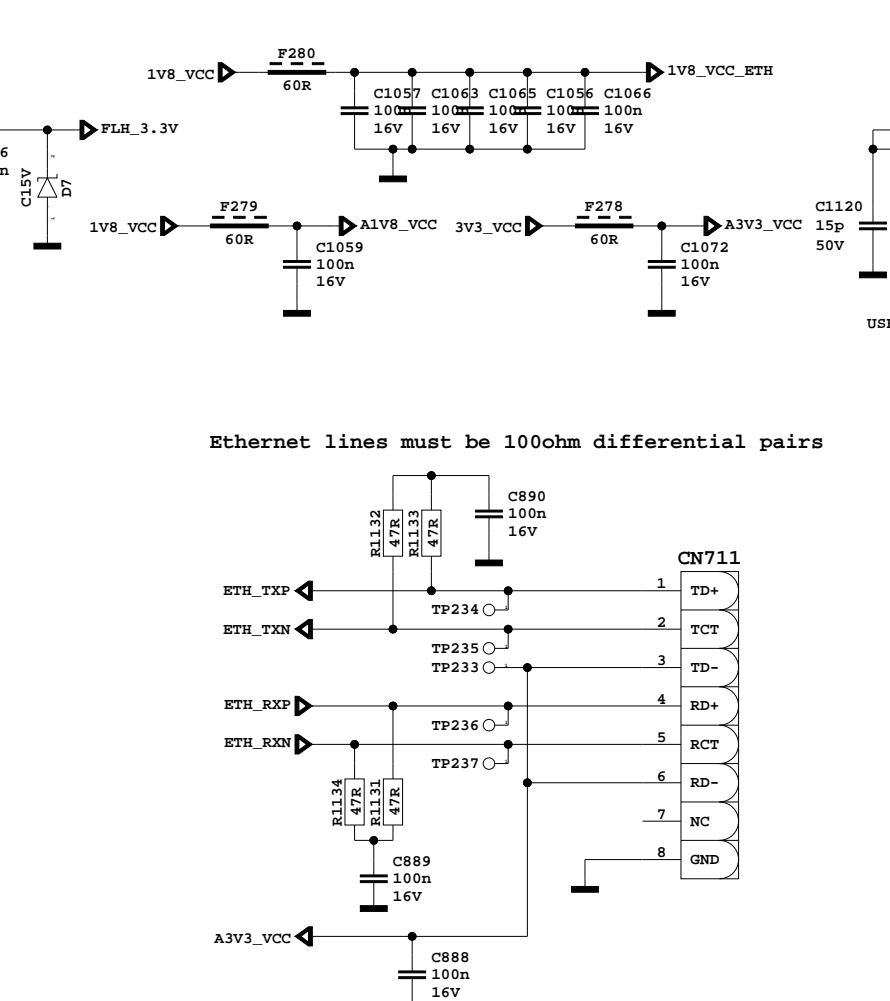 F280
1V8_VCC
1V8_VCC_ETH
60R
C1057 C1063 C1065 C1056 C1066
100n 100n 100n 100n 100n
16V 16V 16V 16V 16V
FLH_3.3V
6
n
C15V
D7
F279
1V8_VCC
A1V8_VCC
60R
C1059
100n
16V
F278
3V3_VCC
A3V3_VCC
60R
C1072
100n
16V
C1120
15p
50V
Ethernet lines must be 100ohm differential pairs
R1132
47R
R1133
47R
C890
100n
16V
CN711
ETH_TXP
1 TD+
TP234
ETH_TXN
2 TCT
TP235
TP233
3 TD-
ETH_RXP
4 RD+
TP236
ETH_RXN
5 RCT
TP237
6 RD-
R1134
47R
R1131
47R
7 NC
8 GND
C889
100n
16V
A3V3_VCC
C888
100n
16V